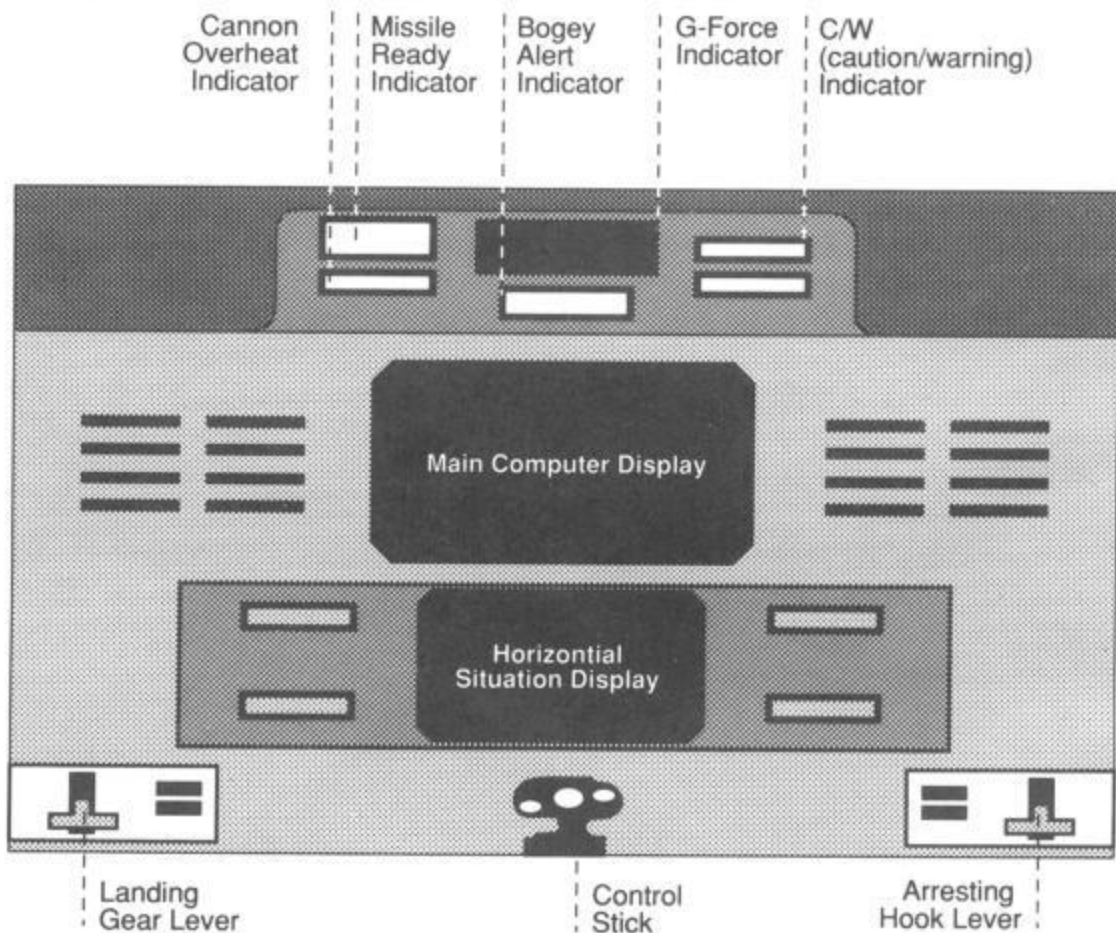 Cannon
Overheat
Indicator
Missile
Ready
Indicator
Bogey
Alert
Indicator
G-Force
Indicator
C/W
(caution/warning)
Indicator
Main Computer Display
Horizontial
Situation Display
Landing
Gear Lever
Control
Stick
Arresting
Hook Lever